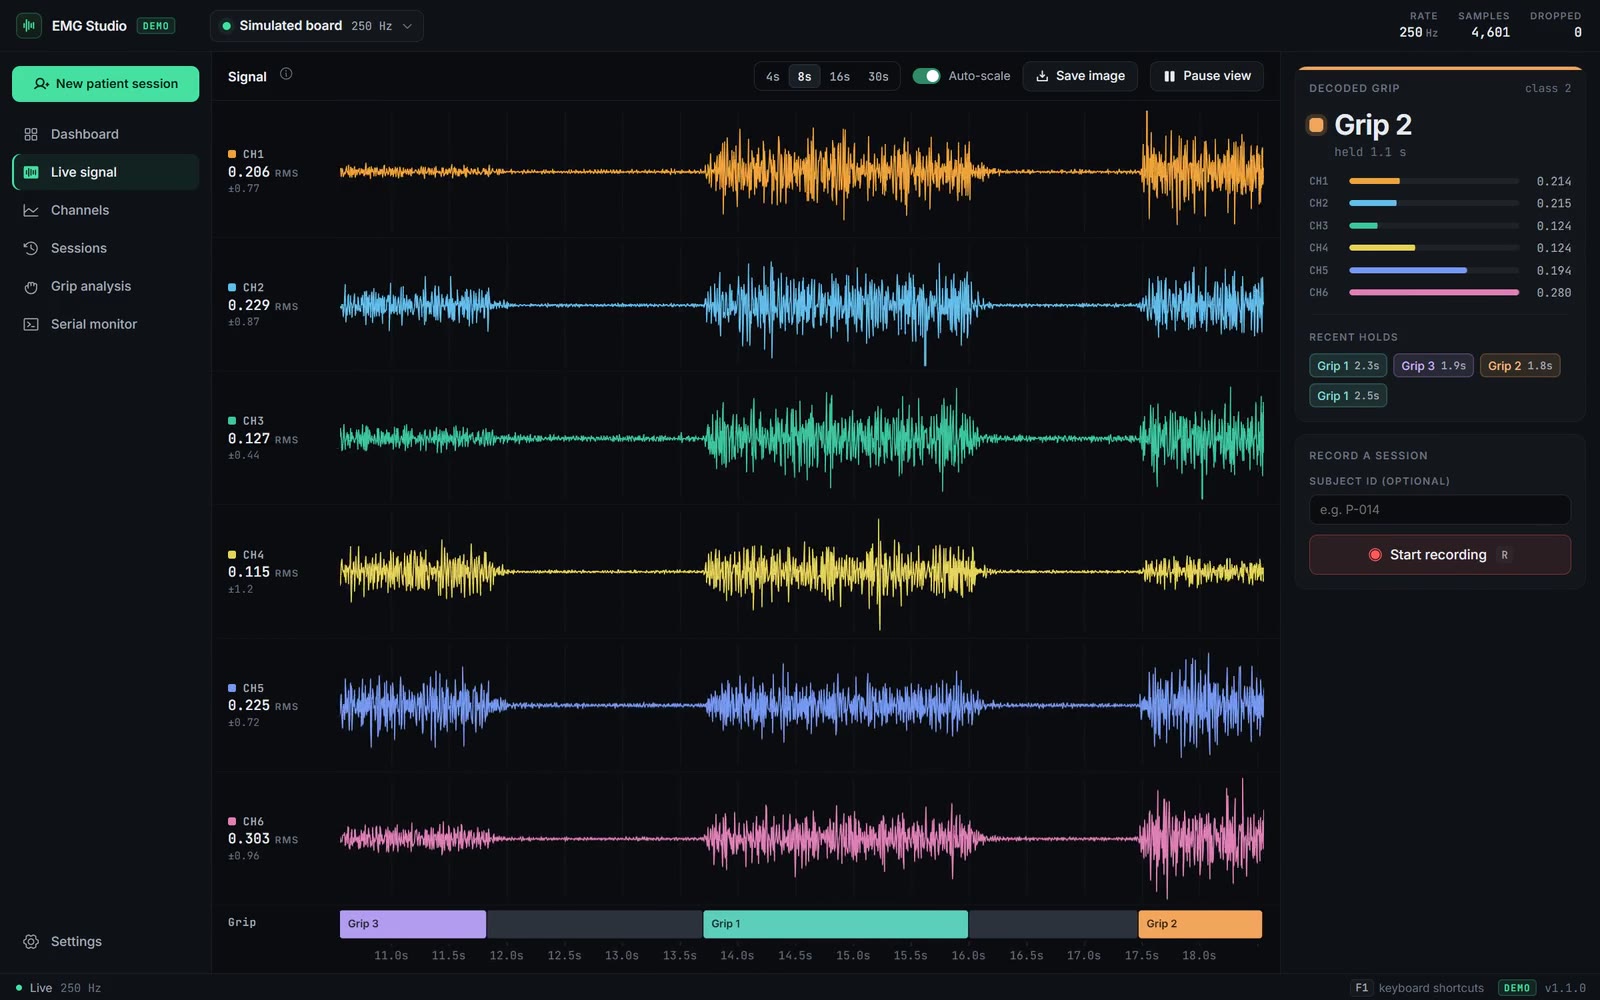 EMG Studio DEMO
Simulated board 250 Hz
RATE SAMPLES DROPPED
250 Hz 4,601 0
New patient session
Dashboard
Live signal
Channels
Sessions
Grip analysis
Serial monitor
Settings
Signal
4s 8s 16s 30s
Auto-scale
Save image
Pause view
CH1
0.206 RMS
±0.77
CH2
0.229 RMS
±0.87
CH3
0.127 RMS
±0.44
CH4
0.115 RMS
±1.2
CH5
0.225 RMS
±0.72
CH6
0.303 RMS
±0.96
Grip Grip 3 Grip 1 Grip 2
11.0s 11.5s 12.0s 12.5s 13.0s 13.5s 14.0s 14.5s 15.0s 15.5s 16.0s 16.5s 17.0s 17.5s 18.0s
DECODED GRIP class 2
Grip 2
held 1.1 s
CH1 0.214
CH2 0.215
CH3 0.124
CH4 0.124
CH5 0.194
CH6 0.280
RECENT HOLDS
Grip 1 2.3s Grip 3 1.9s Grip 2 1.8s
Grip 1 2.5s
RECORD A SESSION
SUBJECT ID (OPTIONAL)
e.g. P-014
Start recording R
Live 250 Hz
F1 keyboard shortcuts DEMO v1.1.0